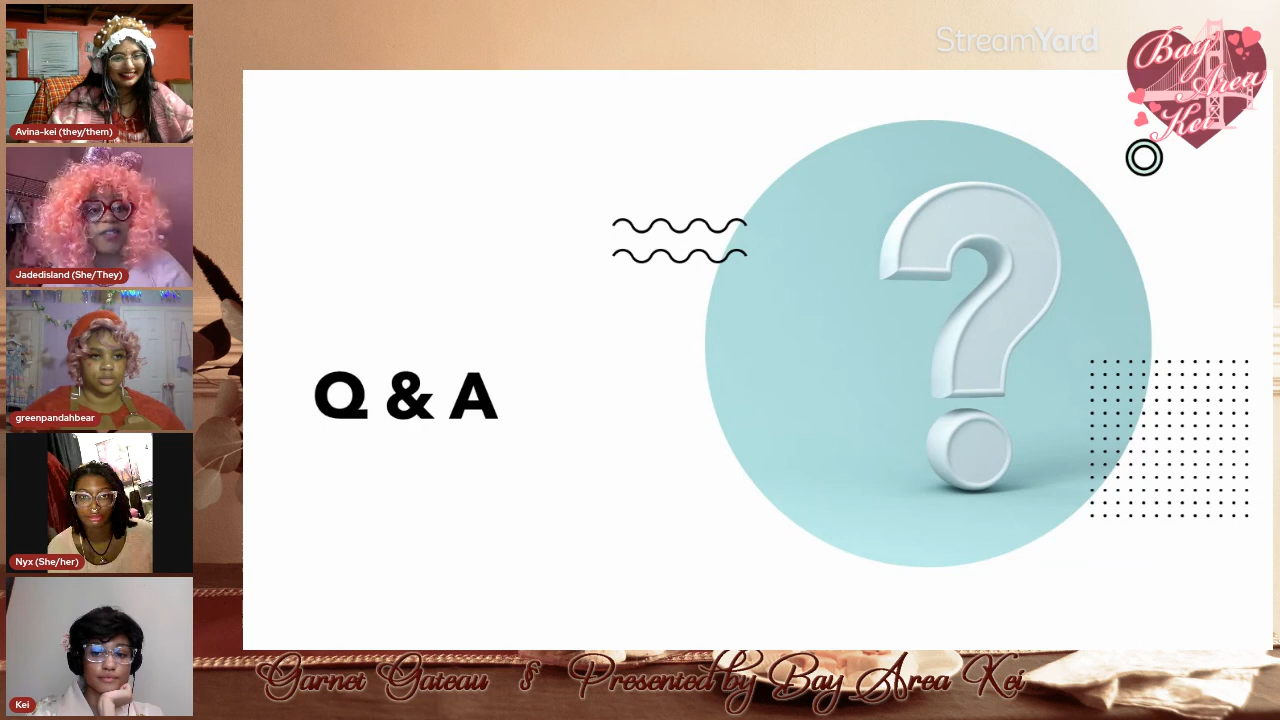 StreamYard
Bay
Area
Kei
Avina-kei (they/them)
Jadedisland (She/They)
greenpandahbear
Nyx (She/her)
Kei
Q & A
Garnet Gateau § Presented by Bay Area Kei